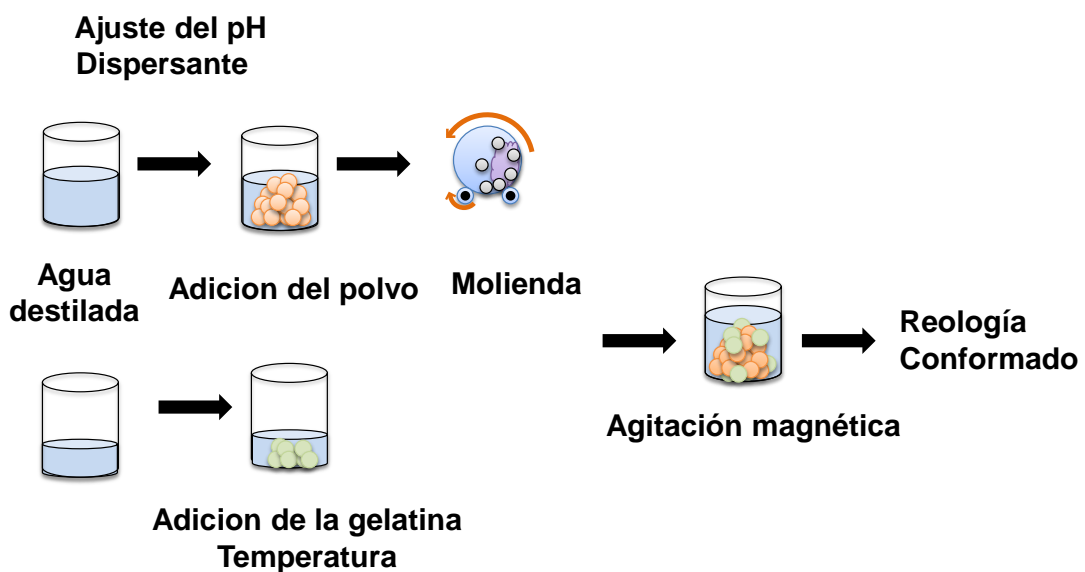 Ajuste del pH
Dispersante
Agua
destilada
Adicion del polvo
Molienda
Reología
Conformado
Agitación magnética
Adicion de la gelatina
Temperatura